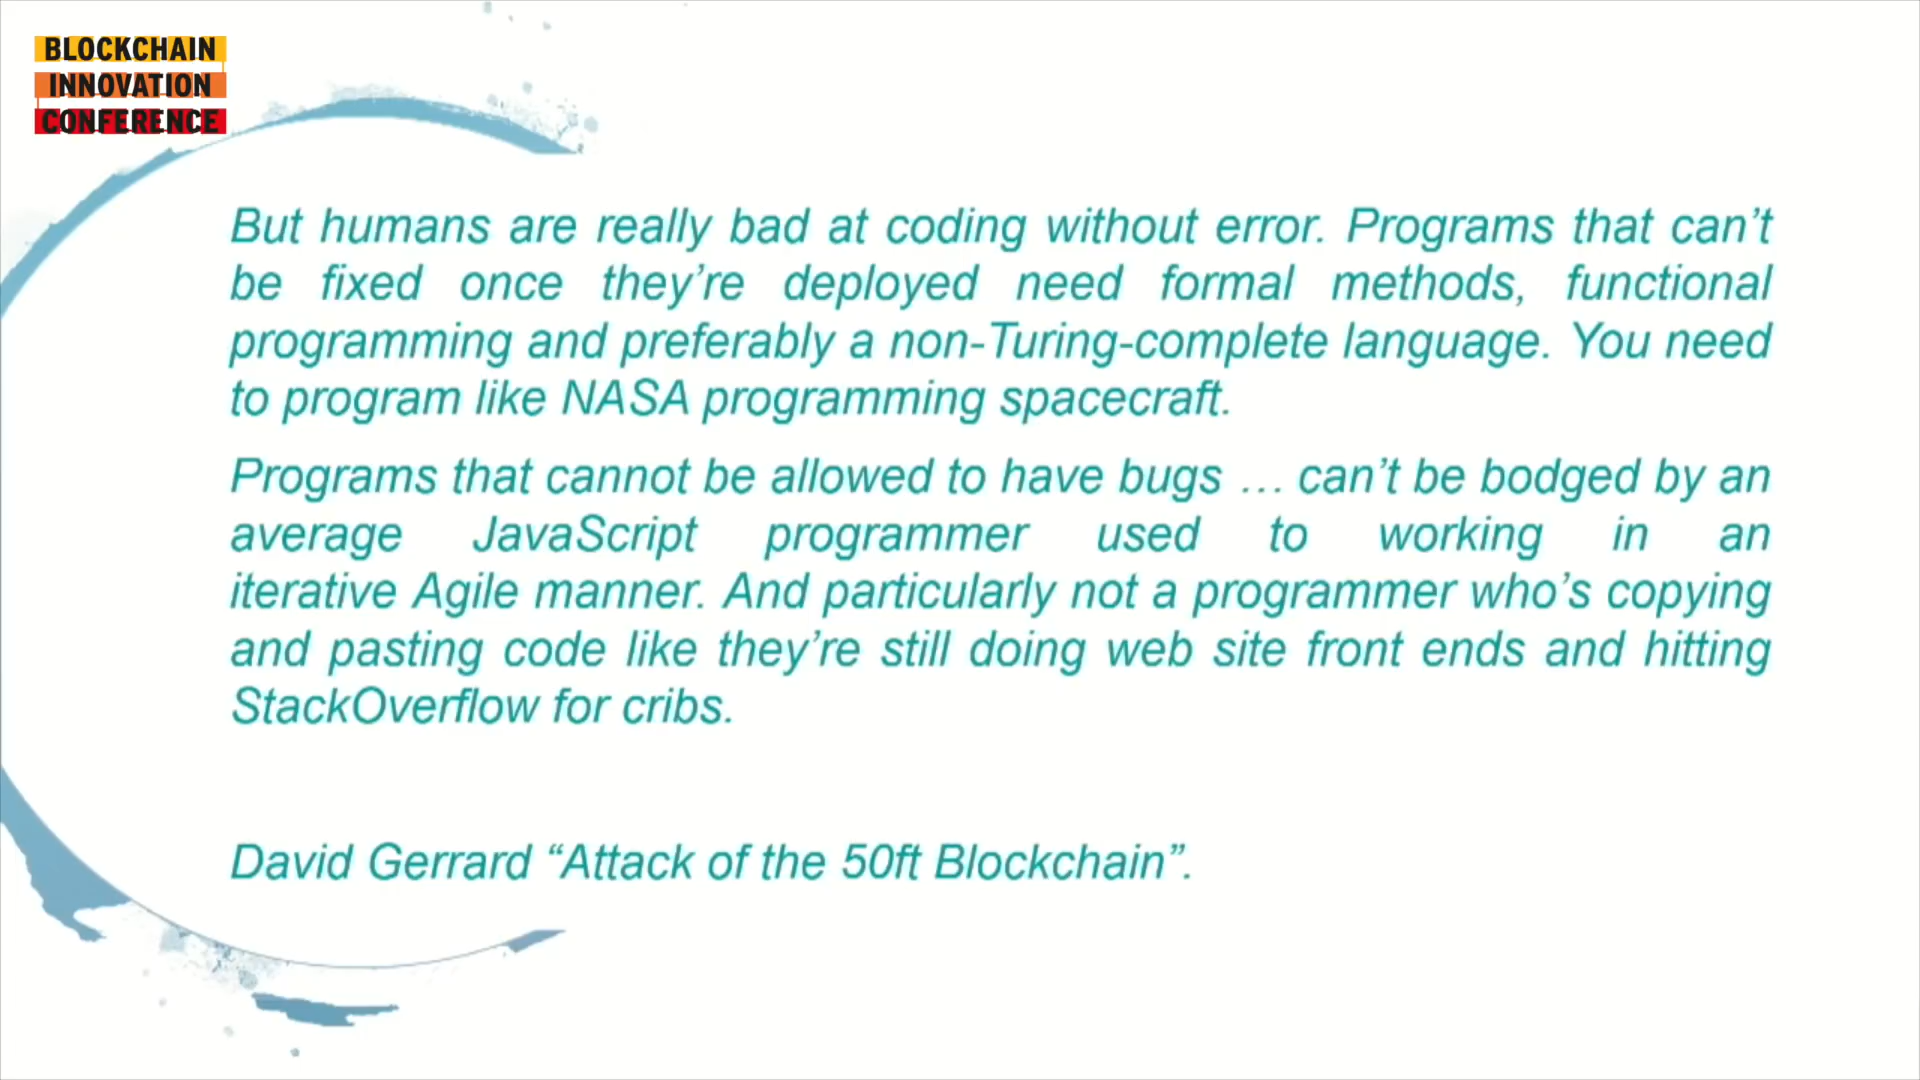 BLOCKCHAIN
INNOVATION
CONFERENCE
But humans are really bad at coding without error. Programs that can’t
be fixed once they’re deployed need formal methods, functional
programming and preferably a non-Turing-complete language. You need
to program like NASA programming spacecraft.
Programs that cannot be allowed to have bugs … can’t be bodged by an
average JavaScript programmer used to working in an
iterative Agile manner. And particularly not a programmer who’s copying
and pasting code like they’re still doing web site front ends and hitting
StackOverflow for cribs.
David Gerrard “Attack of the 50ft Blockchain”.